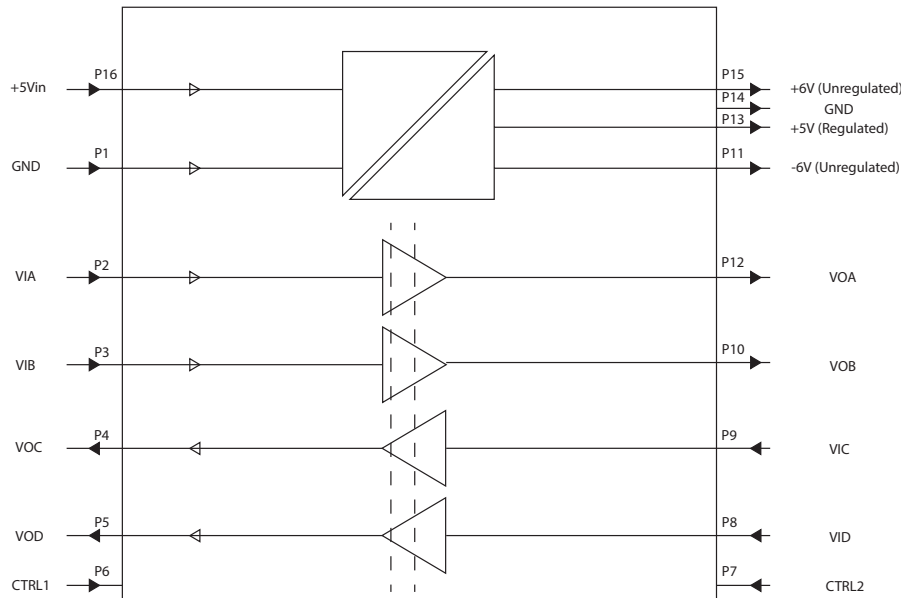 +5Vin P16 P15 +6V (Unregulated)
P14 GND
P13 +5V (Regulated)
GND P1 P11 -6V (Unregulated)
VIA P2 P12 VOA
VIB P3 P10 VOB
VOC P4 P9 VIC
VOD P5 P8 VID
CTRL1 P6 P7 CTRL2